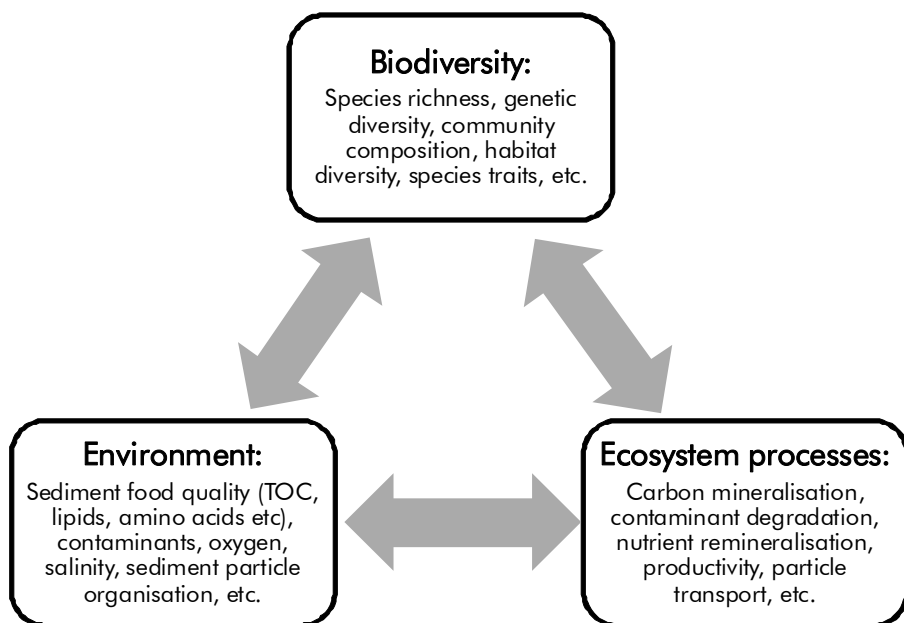 Biodiversity:
Species richness, genetic
diversity, community
composition, habitat
diversity, species traits, etc.
Environment:
Sediment food quality (TOC,
lipids, amino acids etc),
contaminants, oxygen,
salinity, sediment particle
organisation, etc.
Ecosystem processes:
Carbon mineralisation,
contaminant degradation,
nutrient remineralisation,
productivity, particle
transport, etc.